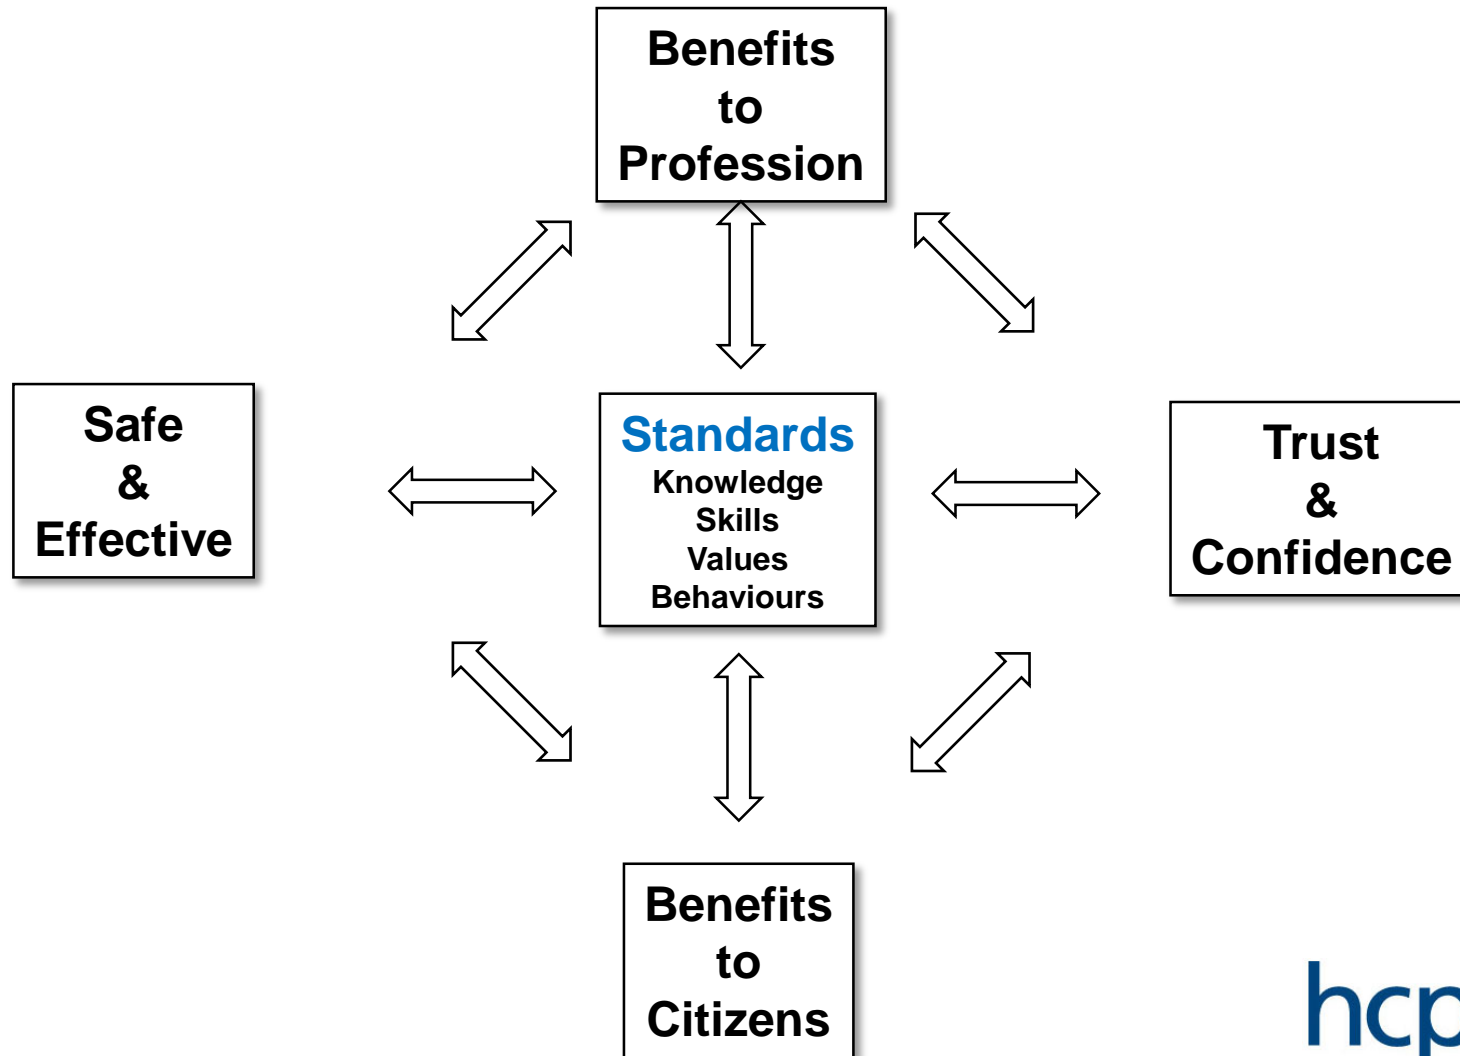 Benefits
to
Profession
Safe
&
Effective
Standards
Knowledge
Skills
Values
Behaviours
Trust
&
Confidence
Benefits
to
Citizens
hcp